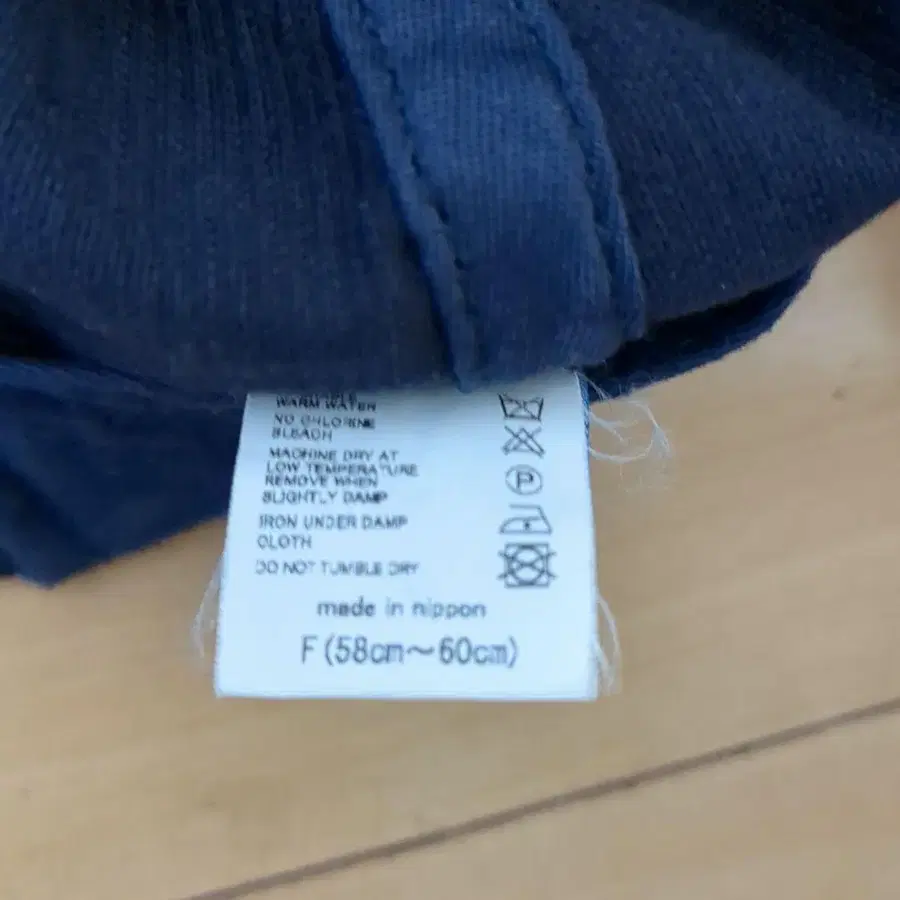 WARM WATER
NO CHLORINE
BLEACH
MACHINE DRY AT
LOW TEMPERATURE
REMOVE WHEN
SLIGHTLY DAMP
IRON UNDER DAMP
CLOTH
DO NOT TUMBLE DRY
made in nippon
F(58cm～60cm)
P